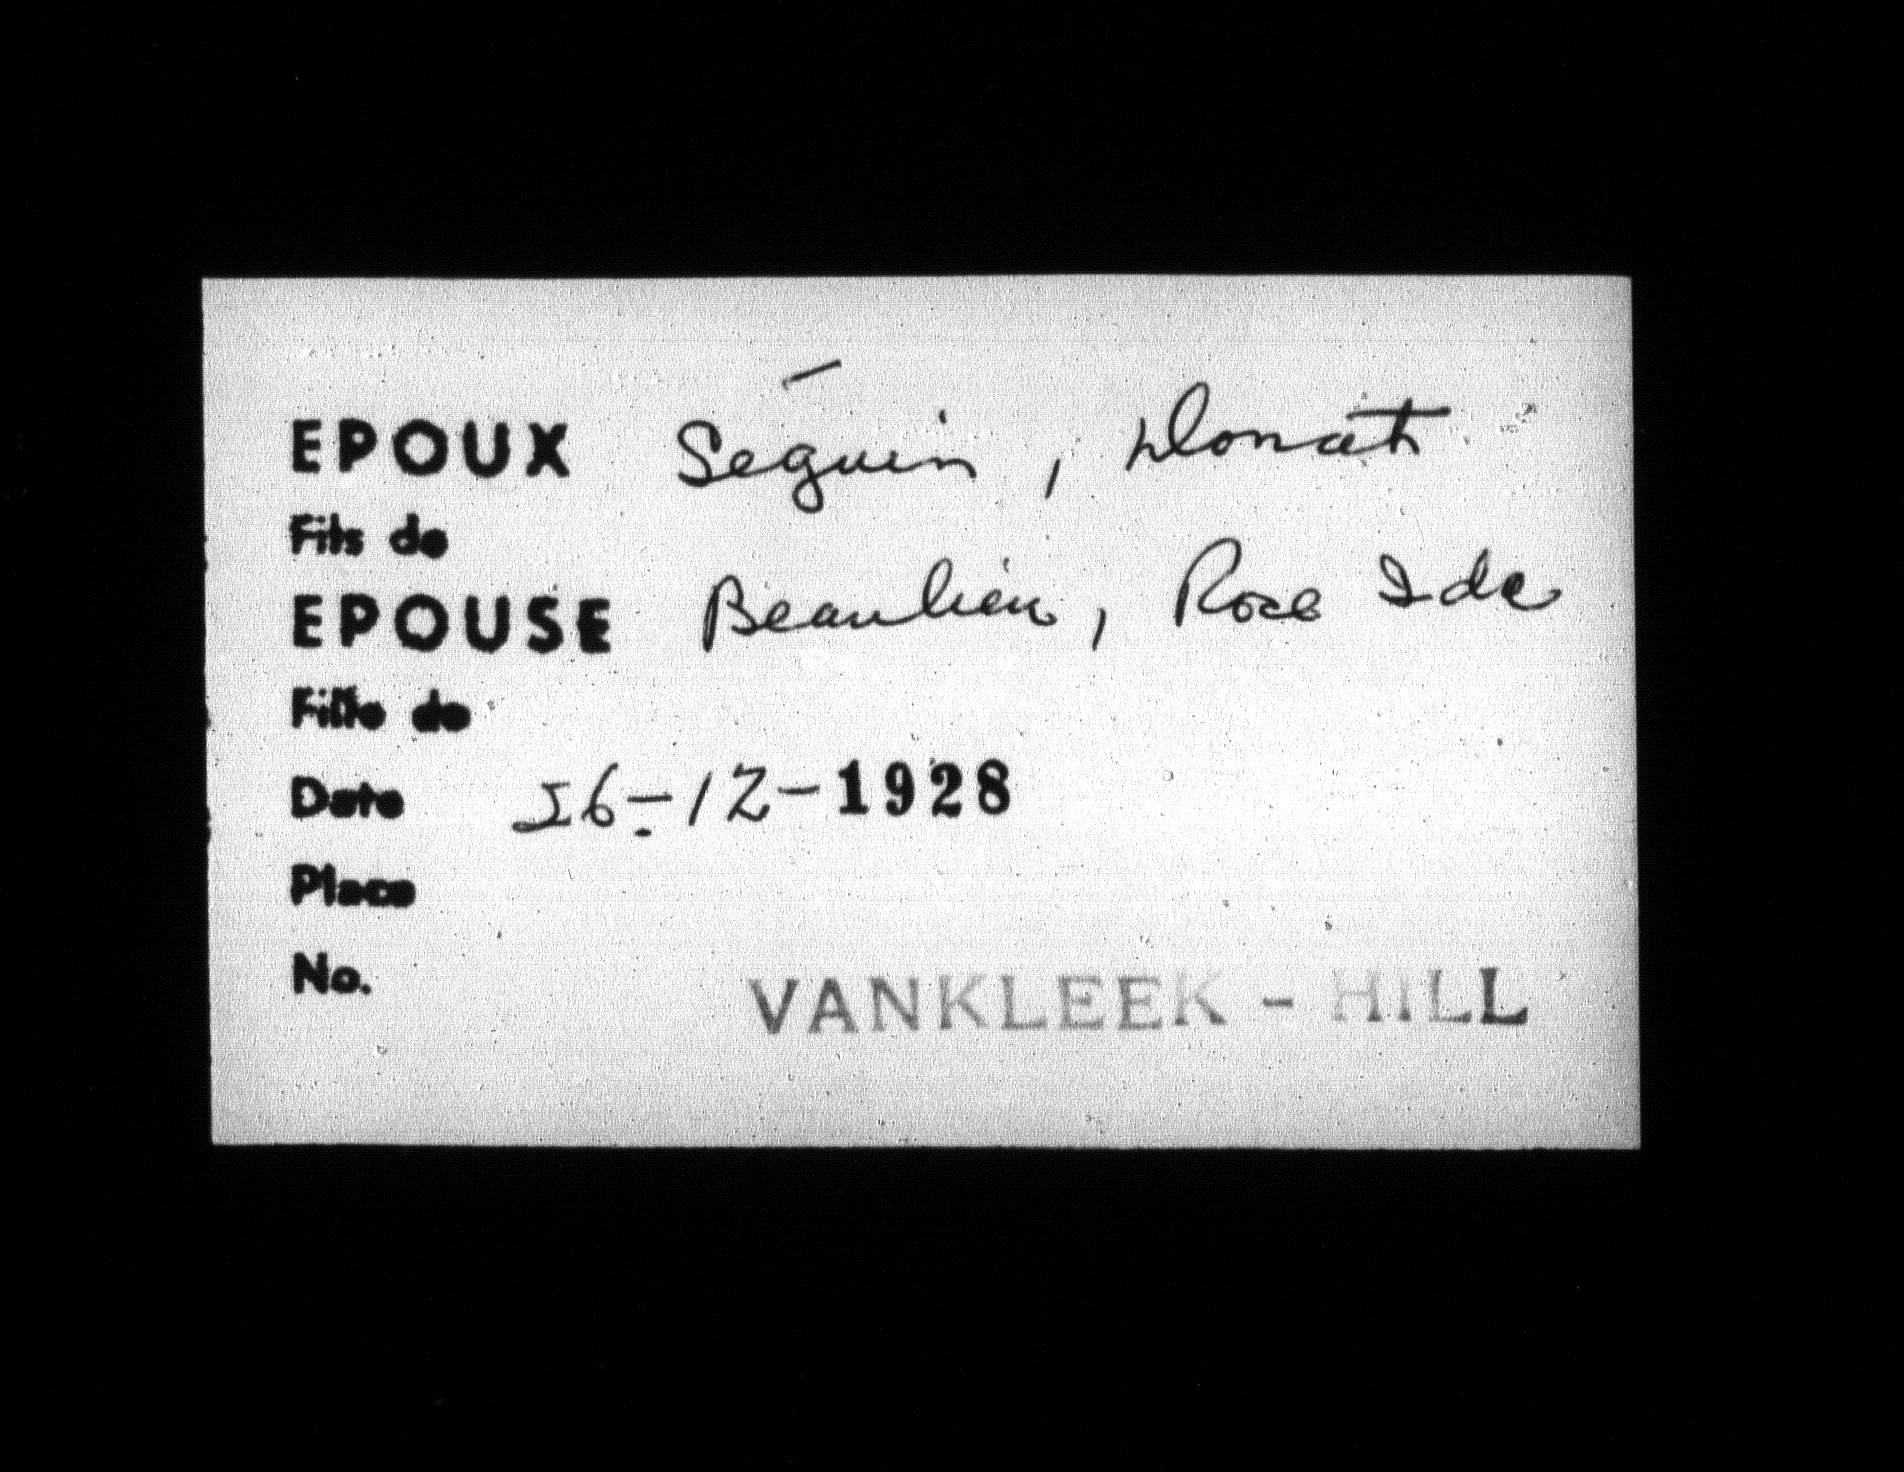 EPOUX Séguin, Donat
Fils de
EPOUSE Beaulieu, Rose Ida
Fille de
Date 26-12-1928
Place
No.
VANKLEEK - HILL